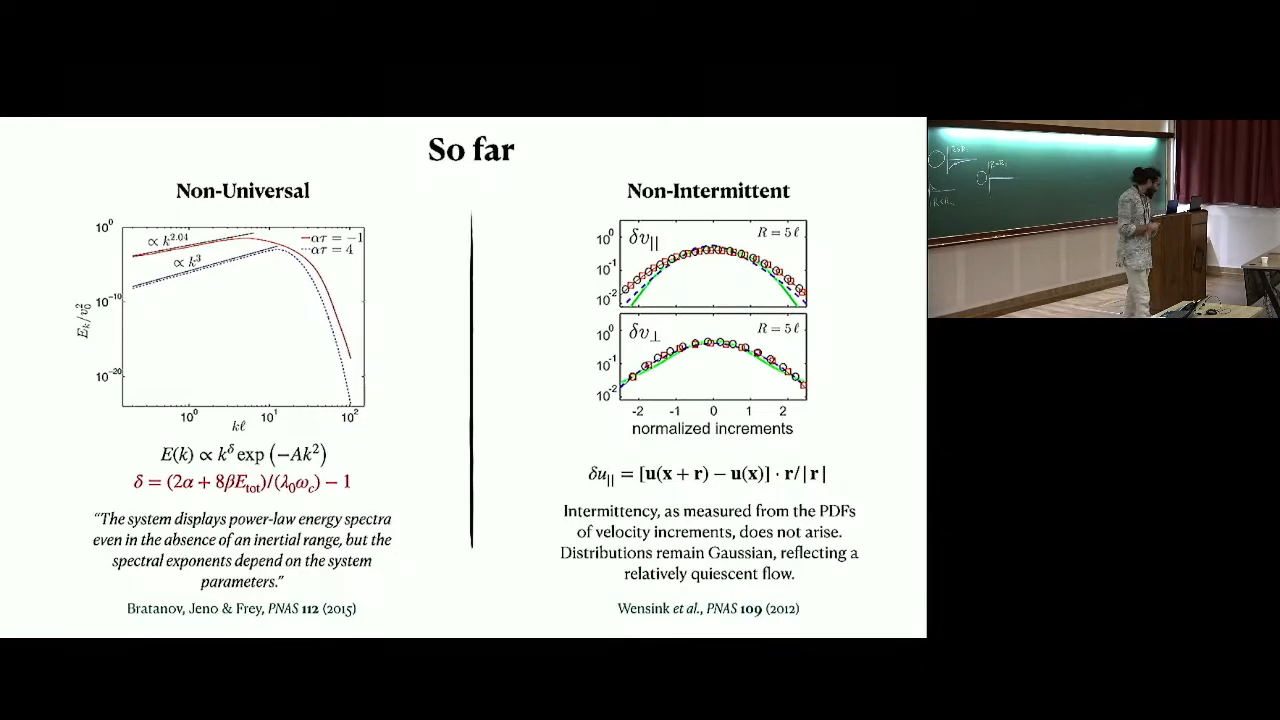 So far
Non-Universal
10^0
∝ k^2.04
ατ = −1
ατ = 4
∝ k^3
10^−10
E_k/v_0^2
10^−20
10^0 10^1 10^2
kℓ
E(k) ∝ k^δ exp (−Ak^2)
δ = (2α + 8βE_tot)/(λ_0ω_c) − 1
“The system displays power-law energy spectra
even in the absence of an inertial range, but the
spectral exponents depend on the system
parameters.”
Bratanov, Jeno & Frey, PNAS 112 (2015)
Non-Intermittent
10^0
δv_||
R = 5 ℓ
10^-1
10^-2
10^0
δv_⊥
R = 5 ℓ
10^-1
10^-2
-2 -1 0 1 2
normalized increments
δu_|| = [u(x + r) − u(x)] · r/|r|
Intermittency, as measured from the PDFs
of velocity increments, does not arise.
Distributions remain Gaussian, reflecting a
relatively quiescent flow.
Wensink et al., PNAS 109 (2012)